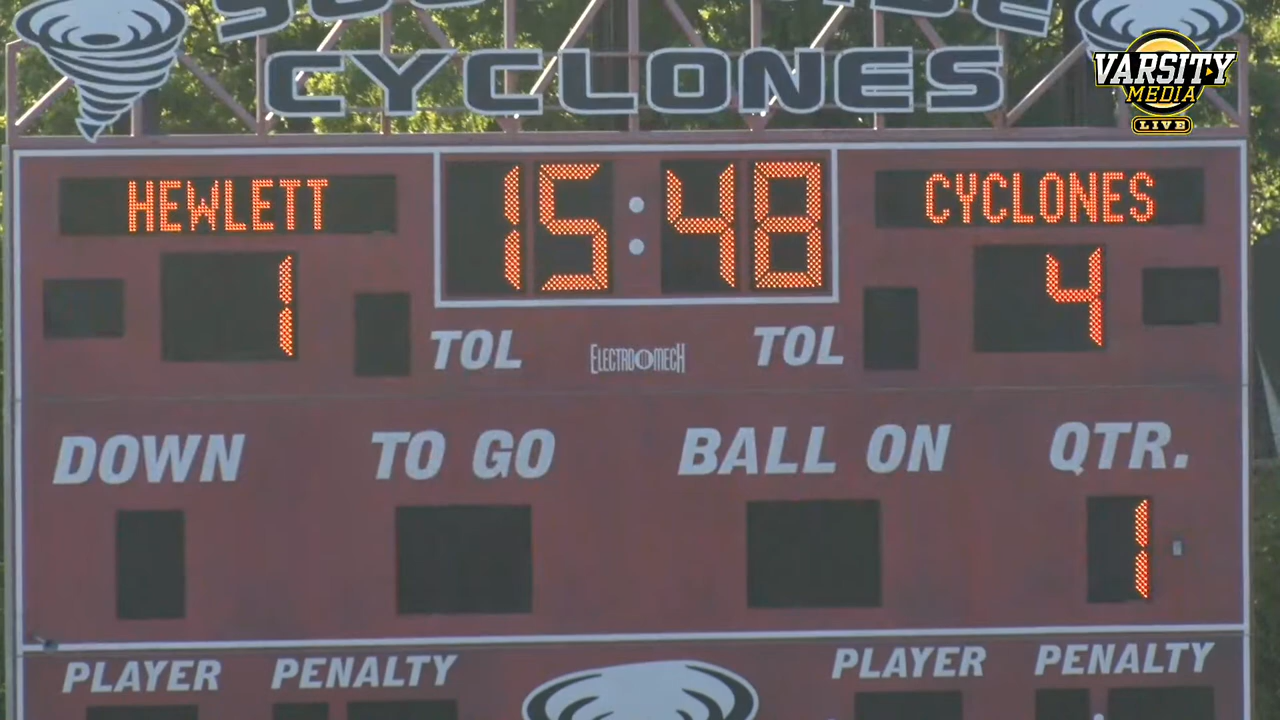 CYCLONES
VARSITY
MEDIA
LIVE
HEWLETT 15:48 CYCLONES
1 4
TOL ELECTRO-MECH TOL
DOWN TO GO BALL ON QTR.
1
PLAYER PENALTY PLAYER PENALTY